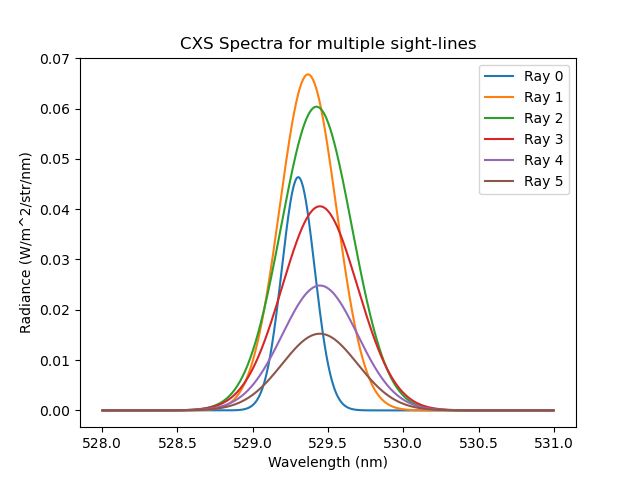 CXS Spectra for multiple sight-lines
Radiance (W/m^2/str/nm)
0.07
0.06
0.05
0.04
0.03
0.02
0.01
0.00
Ray 0
Ray 1
Ray 2
Ray 3
Ray 4
Ray 5
528.0 528.5 529.0 529.5 530.0 530.5 531.0
Wavelength (nm)